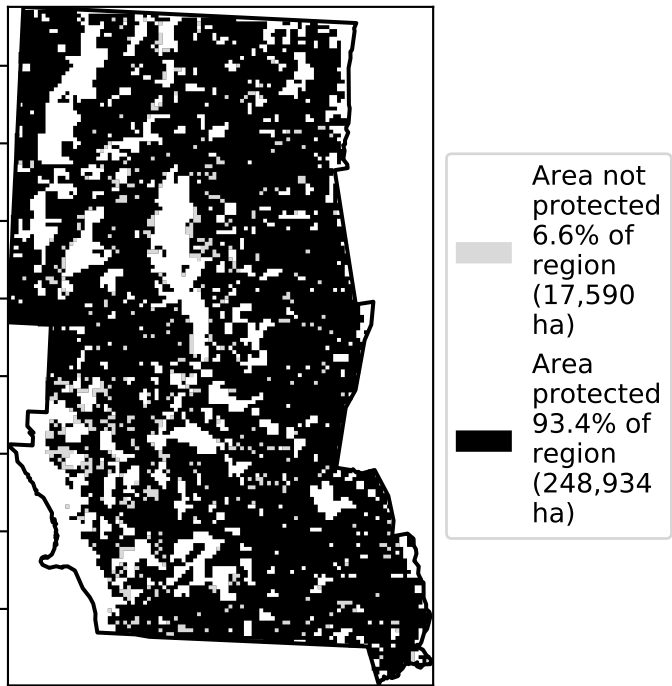 Area not
protected
6.6% of
region
(17,590
ha)
Area
protected
93.4% of
region
(248,934
ha)